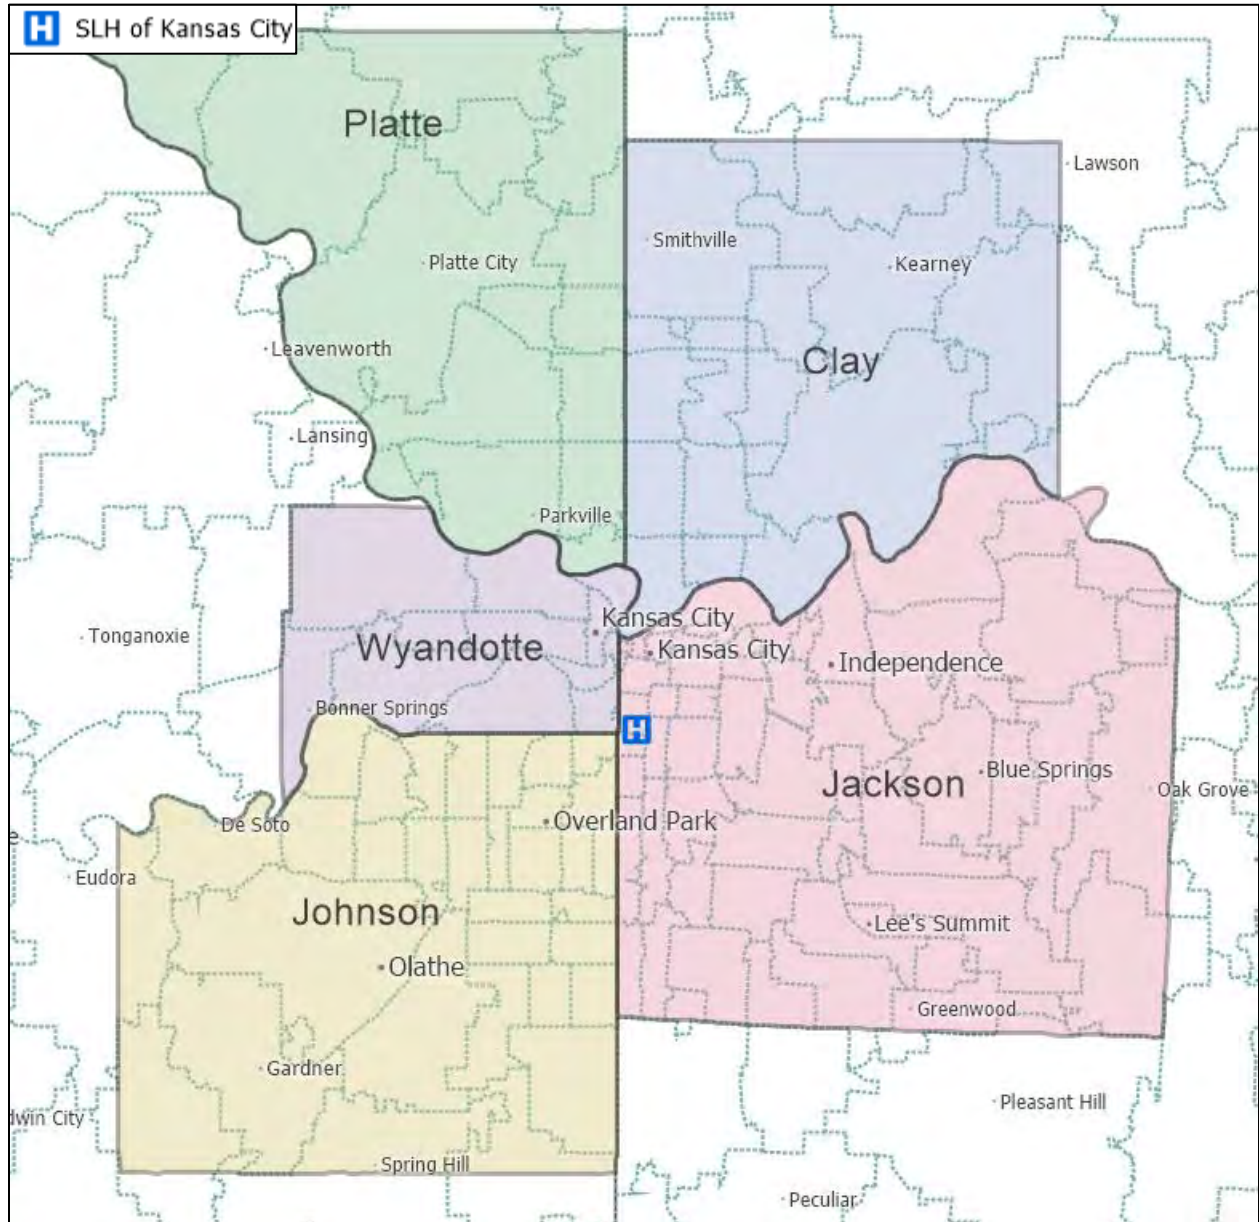 H SLH of Kansas City
Platte
Lawson
Smithville
Platte City
Kearney
Leavenworth
Clay
Lansing
Parkville
Kansas City
Tonganoxie
Wyandotte
Kansas City
Independence
Bonner Springs
H
Blue Springs
Jackson
Oak Grove
De Soto
Overland Park
e
Eudora
Johnson
Lee's Summit
Olathe
Greenwood
Gardner
Pleasant Hill
dwin City
Spring Hill
Peculiar